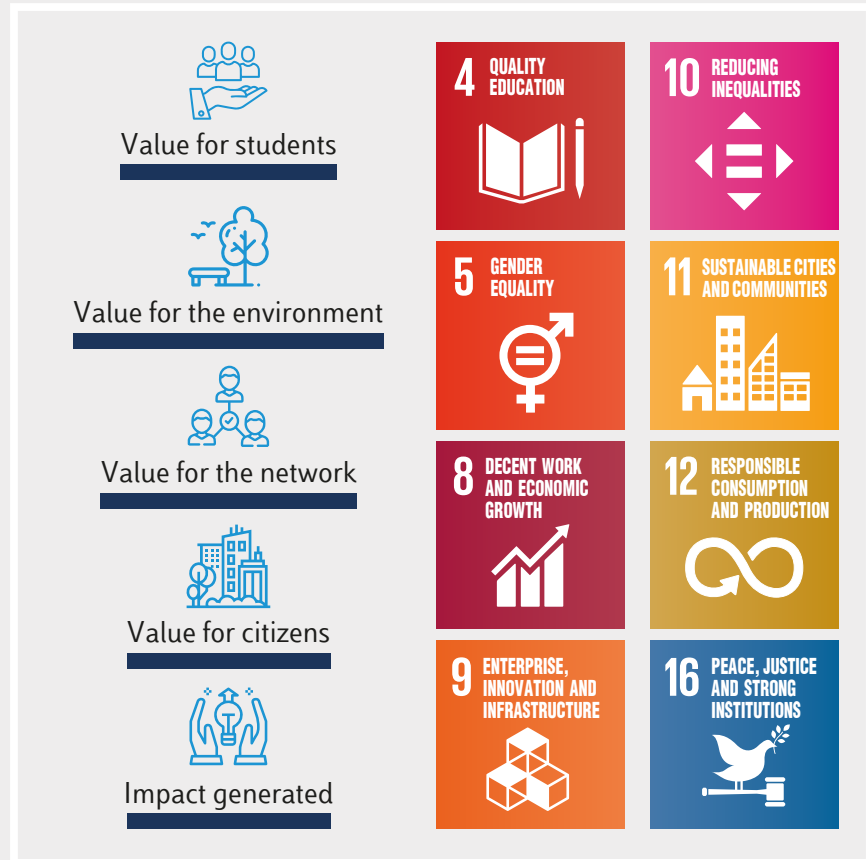 Value for students
Value for the environment
Value for the network
Value for citizens
Impact generated
4 QUALITY
EDUCATION
10 REDUCING
INEQUALITIES
5 GENDER
EQUALITY
11 SUSTAINABLE CITIES
AND COMMUNITIES
8 DECENT WORK
AND ECONOMIC
GROWTH
12 RESPONSIBLE
CONSUMPTION
AND PRODUCTION
9 ENTERPRISE,
INNOVATION AND
INFRASTRUCTURE
16 PEACE, JUSTICE
AND STRONG
INSTITUTIONS